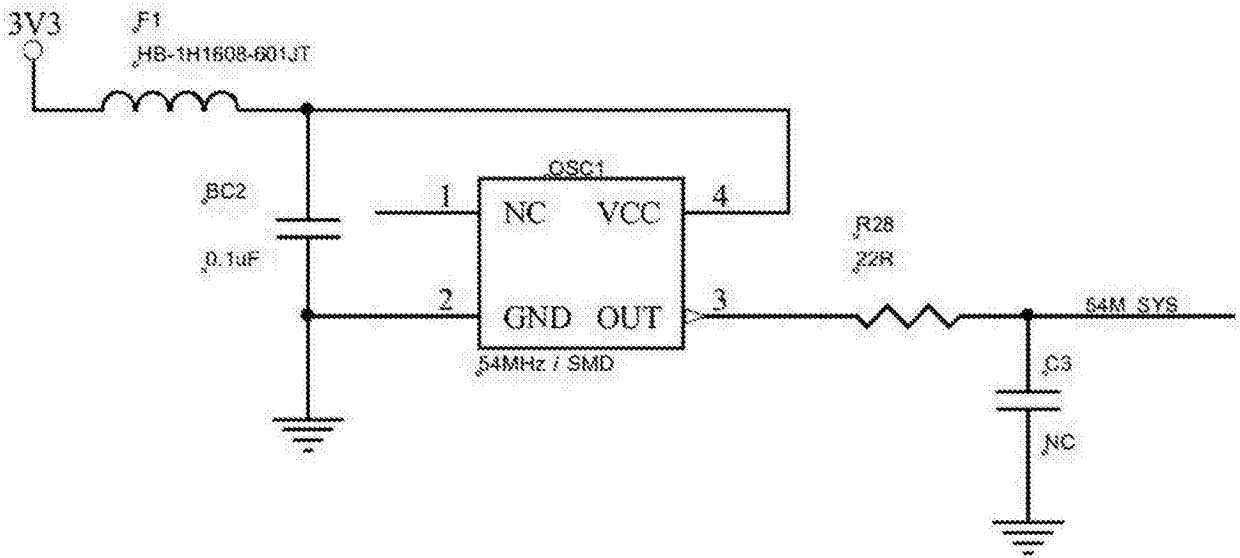 3V3
F1
HB-1H1608-601JT
BC2
0.1uF
OSC1
1
NC
VCC
4
2
GND
OUT
3
54MHz / SMD
R28
22R
54M_SYS
C3
NC